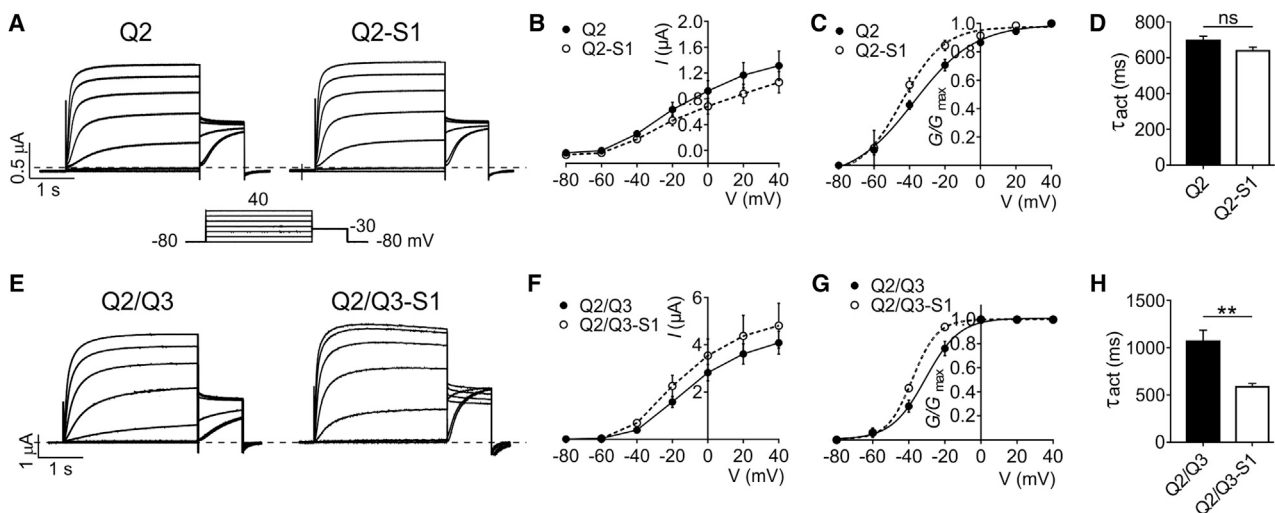 A
Q2
Q2-S1
0.5 µA
1 s
40
-80
-30
-80 mV
B
Q2
Q2-S1
I (µA)
2.0
1.6
1.2
0.8
0.4
0.0
-80 -60 -40 -20 0 20 40
V (mV)
C
Q2
Q2-S1
G/Gmax
1.0
0.8
0.6
0.4
0.2
-80 -60 -40 -20 0 20 40
V (mV)
D
τact (ms)
800
600
400
200
0
ns
Q2
Q2-S1
E
Q2/Q3
Q2/Q3-S1
1 µA
1 s
F
Q2/Q3
Q2/Q3-S1
I (µA)
6
4
2
-80 -60 -40 -20 0 20 40
V (mV)
G
Q2/Q3
Q2/Q3-S1
G/Gmax
1.0
0.8
0.6
0.4
0.2
-80 -60 -40 -20 0 20 40
V (mV)
H
τact (ms)
1500
1000
500
0
**
Q2/Q3
Q2/Q3-S1